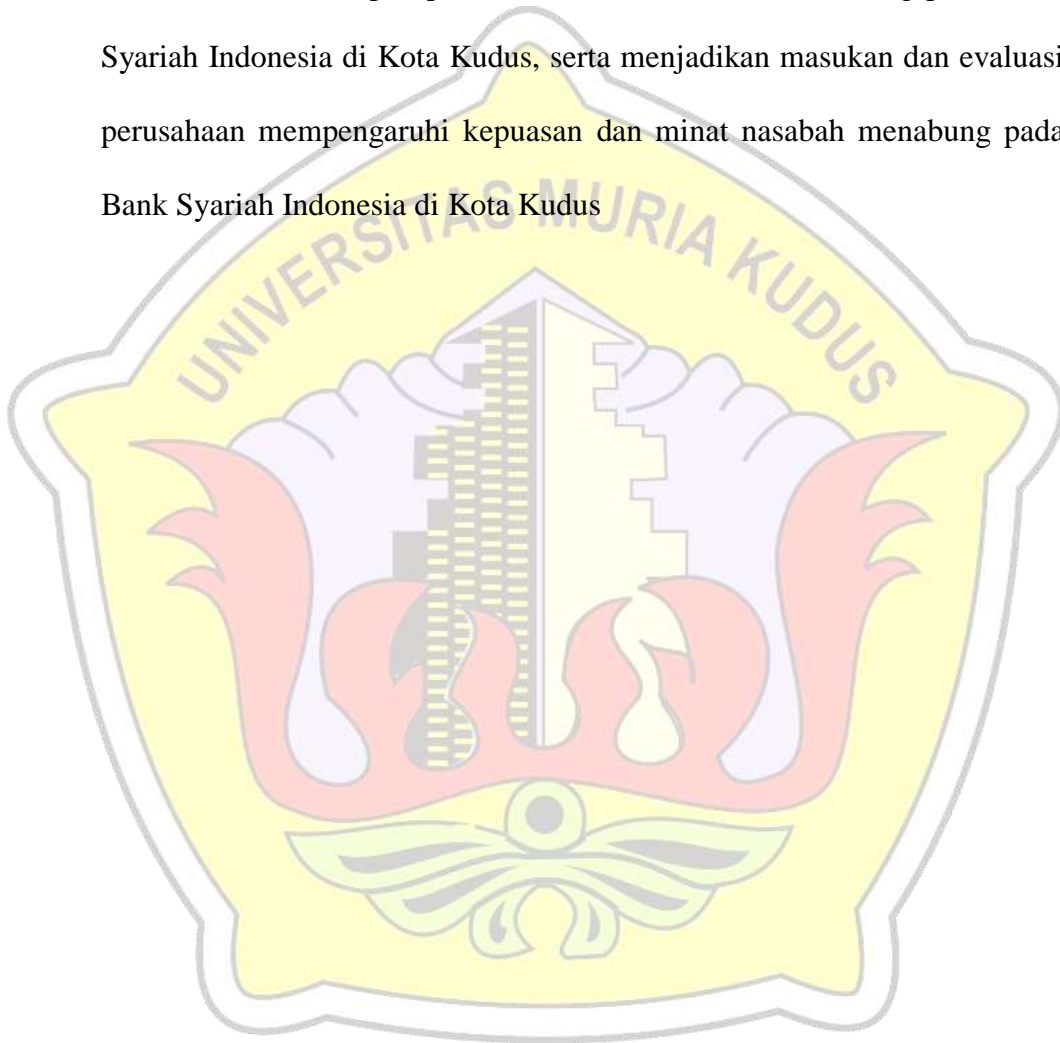 Syariah Indonesia di Kota Kudus, serta menjadikan masukan dan evaluasi
perusahaan mempengaruhi kepuasan dan minat nasabah menabung pada
Bank Syariah Indonesia di Kota Kudus
UNIVERSITAS MURIA KUDUS